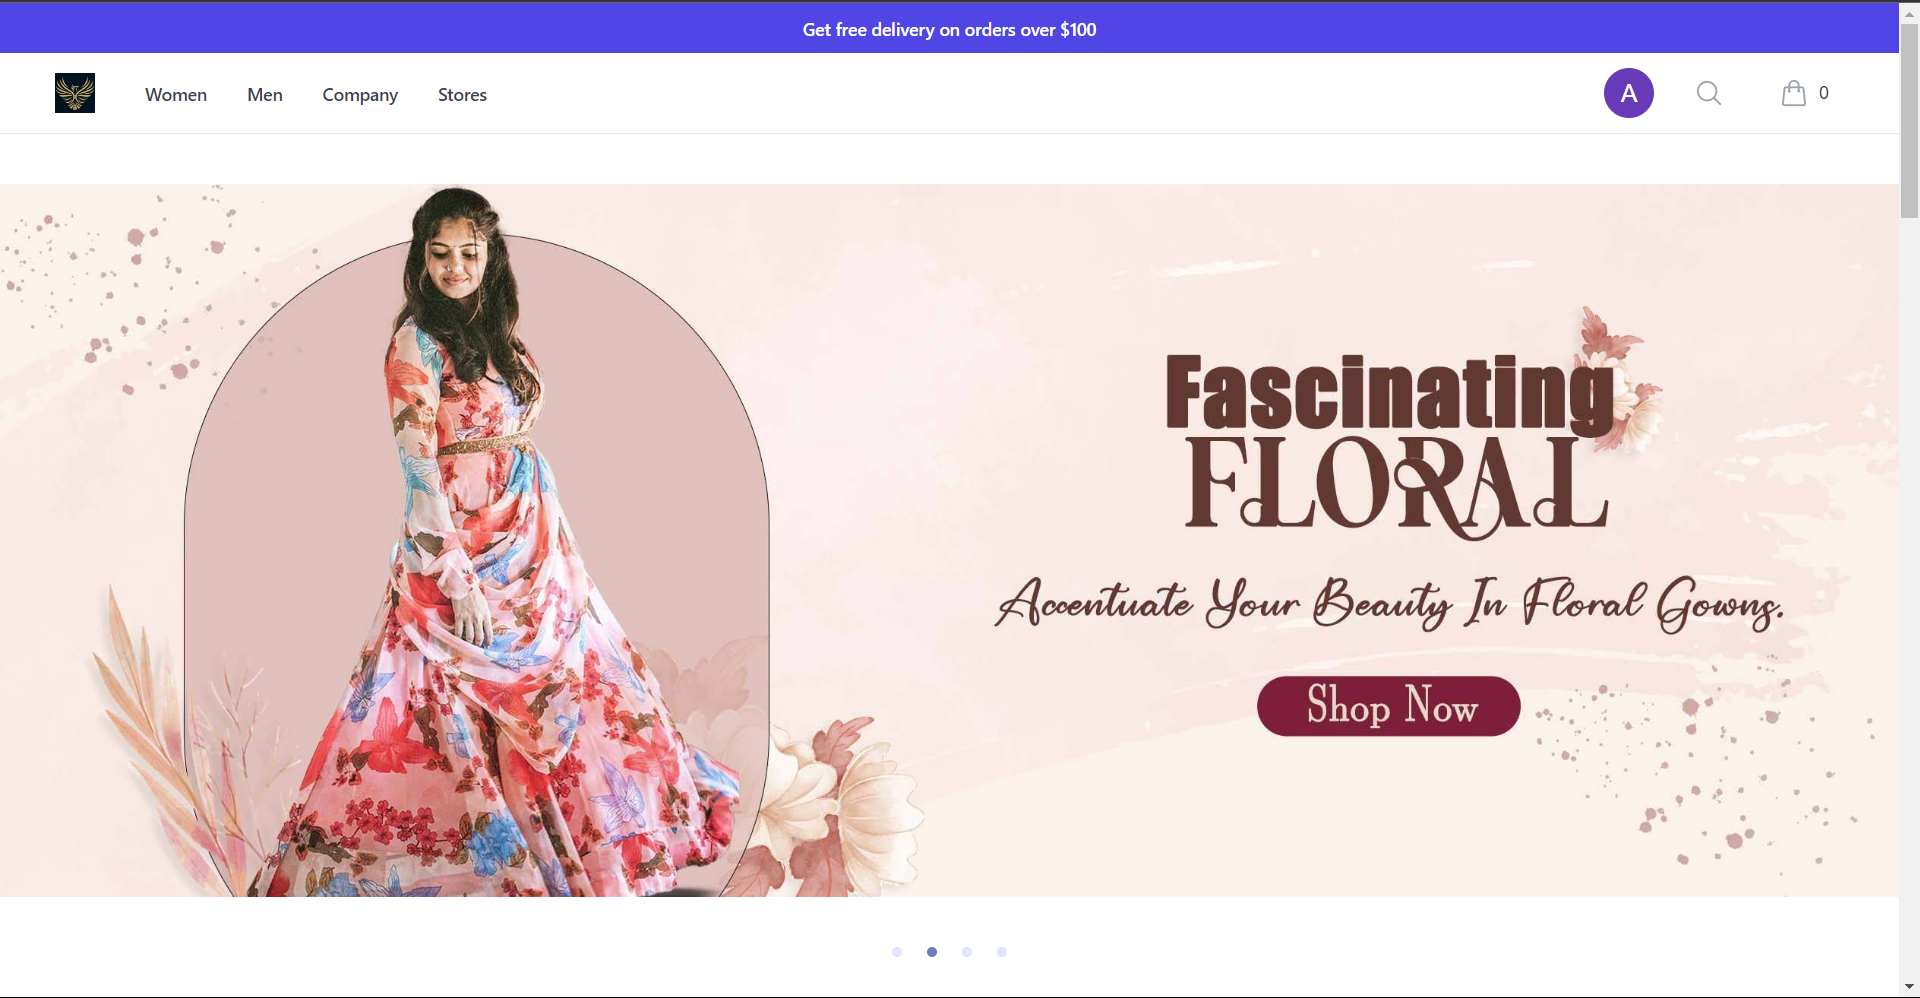 Get free delivery on orders over $100
Women Men Company Stores A 0
Fascinating
FLORAL
Accentuate Your Beauty In Floral Gowns.
Shop Now